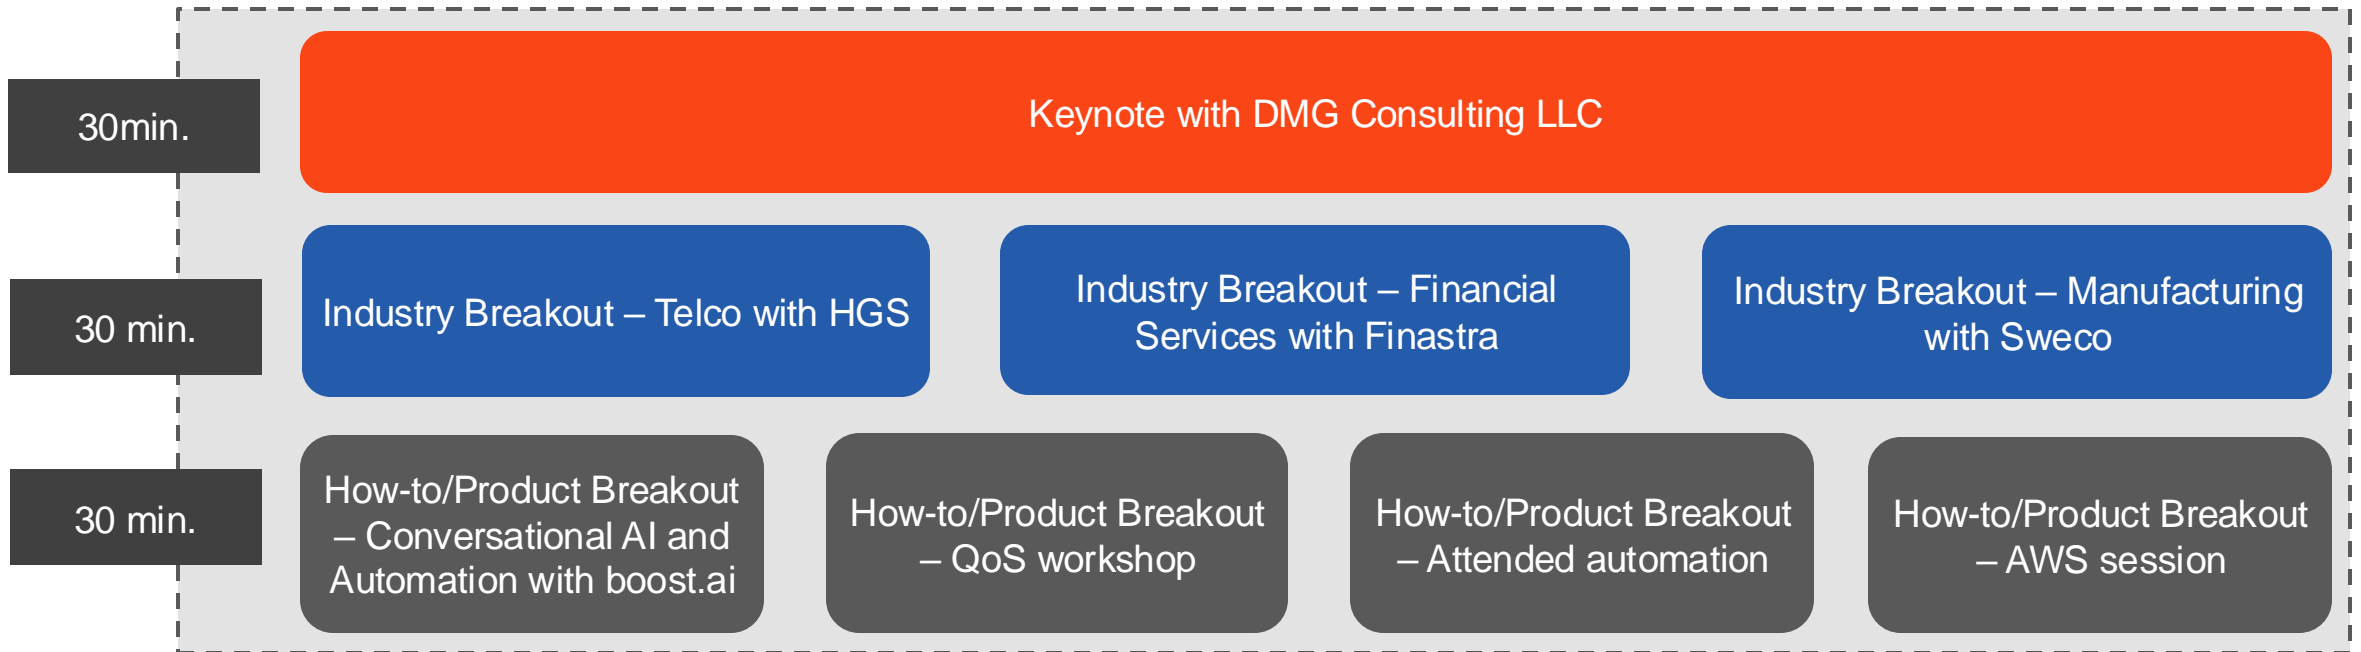 30min.
Keynote with DMG Consulting LLC
30 min.
Industry Breakout – Telco with HGS
Industry Breakout – Financial
Services with Finastra
Industry Breakout – Manufacturing
with Sweco
30 min.
How-to/Product Breakout
– Conversational AI and
Automation with boost.ai
How-to/Product Breakout
– QoS workshop
How-to/Product Breakout
– Attended automation
How-to/Product Breakout
– AWS session